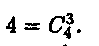 4 = C_4^3.